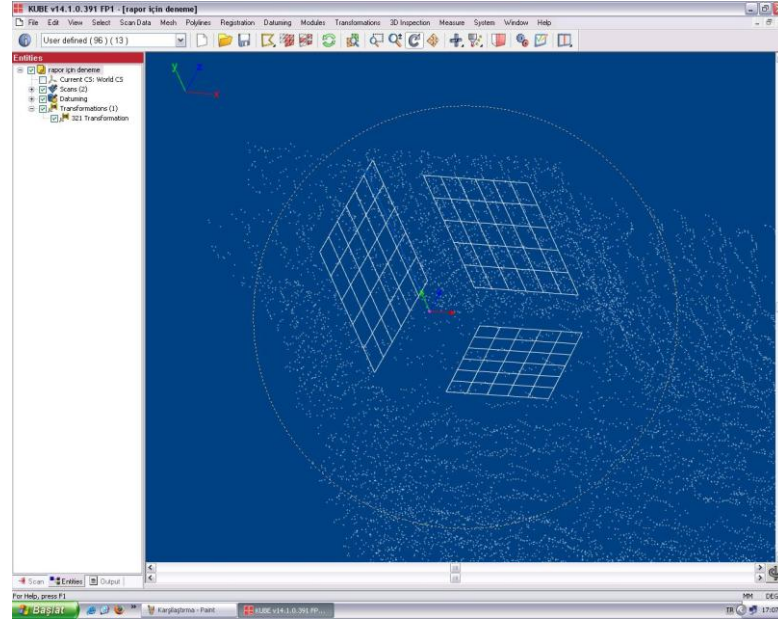 KUBE v14.1.0.391 FP1 - [rapor için deneme]
File Edit View Select Scan Data Mesh Polylines Registration Datuming Modules Transformations 3D Inspection Measure System Window Help
User defined ( 96 ) ( 13 )
Entities
rapor için deneme
Current CS: World CS
Scans (2)
Datuming
Transformations (1)
321 Transformation
y z x
Scan Entities Output
For Help, press F1
MM DEG
Başlat Karşılaştırma - Paint KUBE v14.1.0.391 FP... TR 17:07